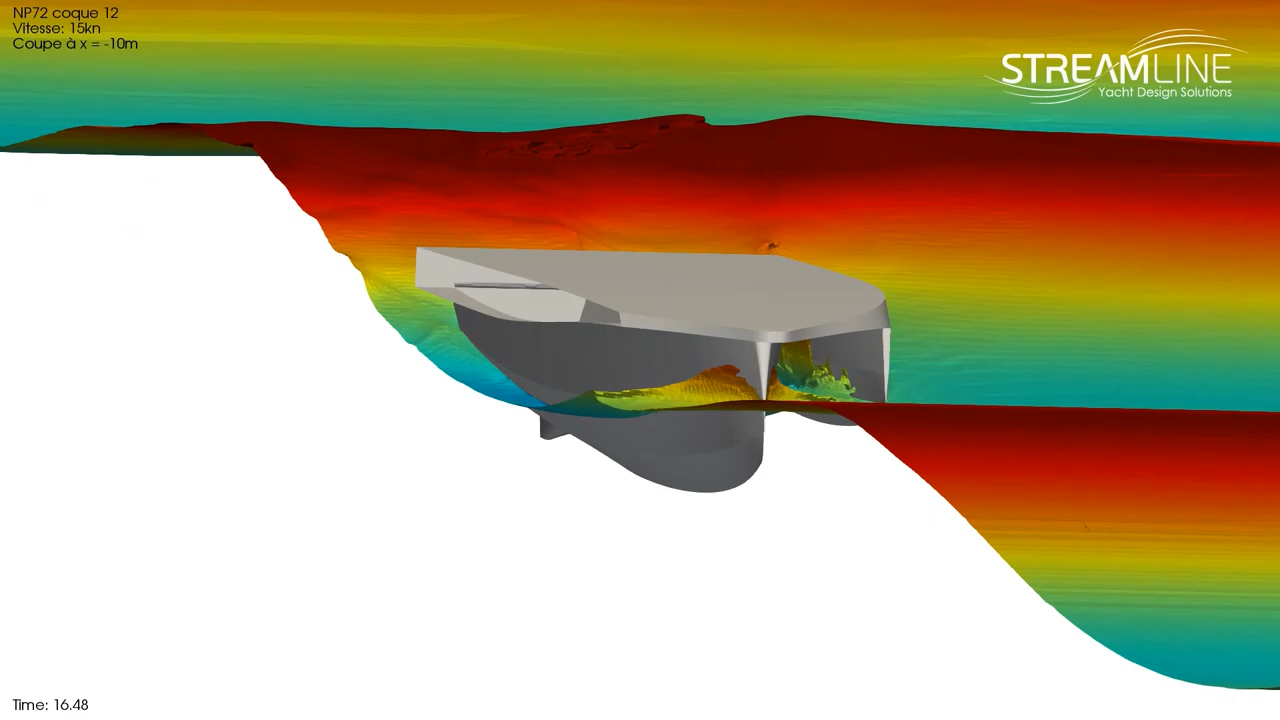 NP72 coque 12
Vitesse: 15kn
Coupe à x = -10m
STREAMLINE
Yacht Design Solutions
Time: 16.48